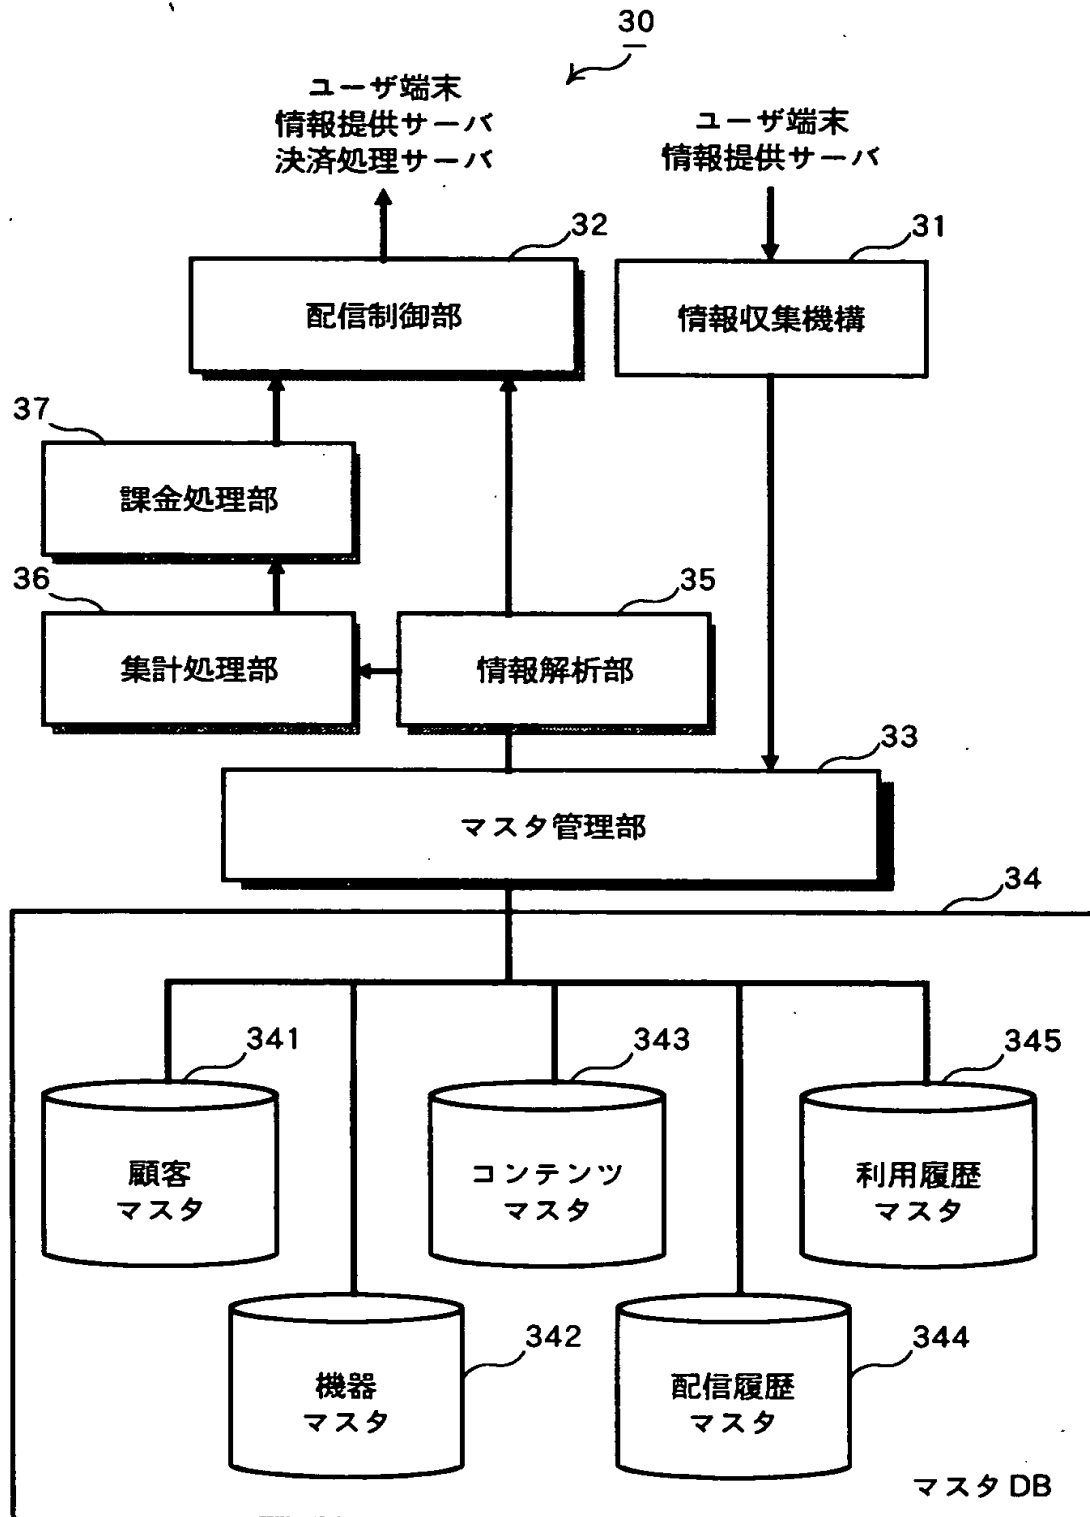 30
ユーザ端末
情報提供サーバ
決済処理サーバ
ユーザ端末
情報提供サーバ
32
31
配信制御部
情報収集機構
37
課金処理部
36
35
集計処理部
情報解析部
33
マスタ管理部
34
341
343
345
顧客
マスタ
コンテンツ
マスタ
利用履歴
マスタ
342
344
機器
マスタ
配信履歴
マスタ
マスタDB